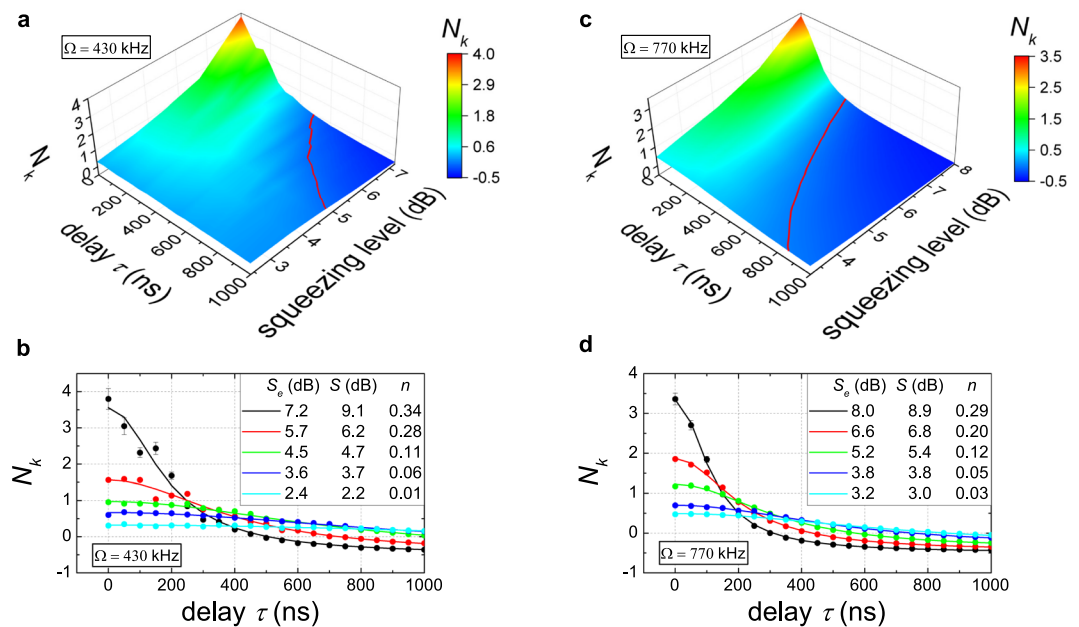 a
Ω = 430 kHz
N_k
4.0
2.9
1.8
0.6
-0.5
4
3
2
1
0
N_k
0
200
400
600
800
1000
delay τ (ns)
3
4
5
6
7
squeezing level (dB)
c
Ω = 770 kHz
N_k
3.5
2.5
1.5
0.5
-0.5
3
2
1
0
N_k
0
200
400
600
800
1000
delay τ (ns)
4
5
6
7
8
squeezing level (dB)
b
S_e (dB) S (dB) n
7.2 9.1 0.34
5.7 6.2 0.28
4.5 4.7 0.11
3.6 3.7 0.06
2.4 2.2 0.01
Ω = 430 kHz
4
3
2
1
0
-1
N_k
0 200 400 600 800 1000
delay τ (ns)
d
S_e (dB) S (dB) n
8.0 8.9 0.29
6.6 6.8 0.20
5.2 5.4 0.12
3.8 3.8 0.05
3.2 3.0 0.03
Ω = 770 kHz
4
3
2
1
0
-1
N_k
0 200 400 600 800 1000
delay τ (ns)